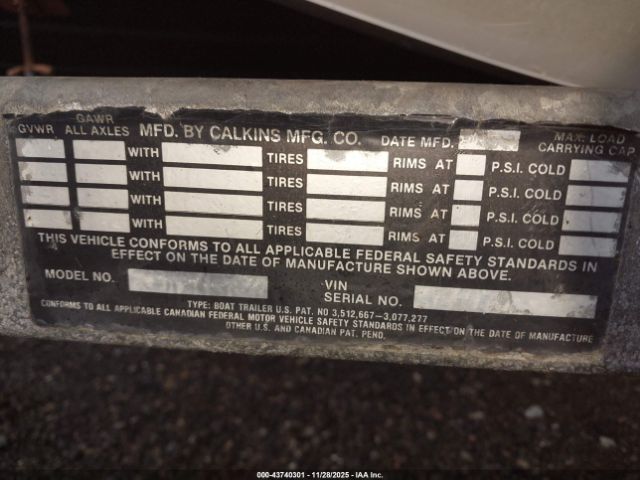 GVWR GAWR ALL AXLES MFD. BY CALKINS MFG. CO. DATE MFD. MAX. LOAD CARRYING CAP
WITH TIRES RIMS AT P.S.I. COLD
WITH TIRES RIMS AT P.S.I. COLD
WITH TIRES RIMS AT P.S.I. COLD
WITH TIRES RIMS AT P.S.I. COLD
THIS VEHICLE CONFORMS TO ALL APPLICABLE FEDERAL SAFETY STANDARDS IN
EFFECT ON THE DATE OF MANUFACTURE SHOWN ABOVE.
MODEL NO. VIN SERIAL NO.
TYPE: BOAT TRAILER U.S. PAT. NO 3,512,667-3,077,277
CONFORMS TO ALL APPLICABLE CANADIAN FEDERAL MOTOR VEHICLE SAFETY STANDARDS IN EFFECT ON THE DATE OF MANUFACTURE
OTHER U.S. AND CANADIAN PAT. PEND.
000-43740301 - 11/28/2025 - IAA Inc.